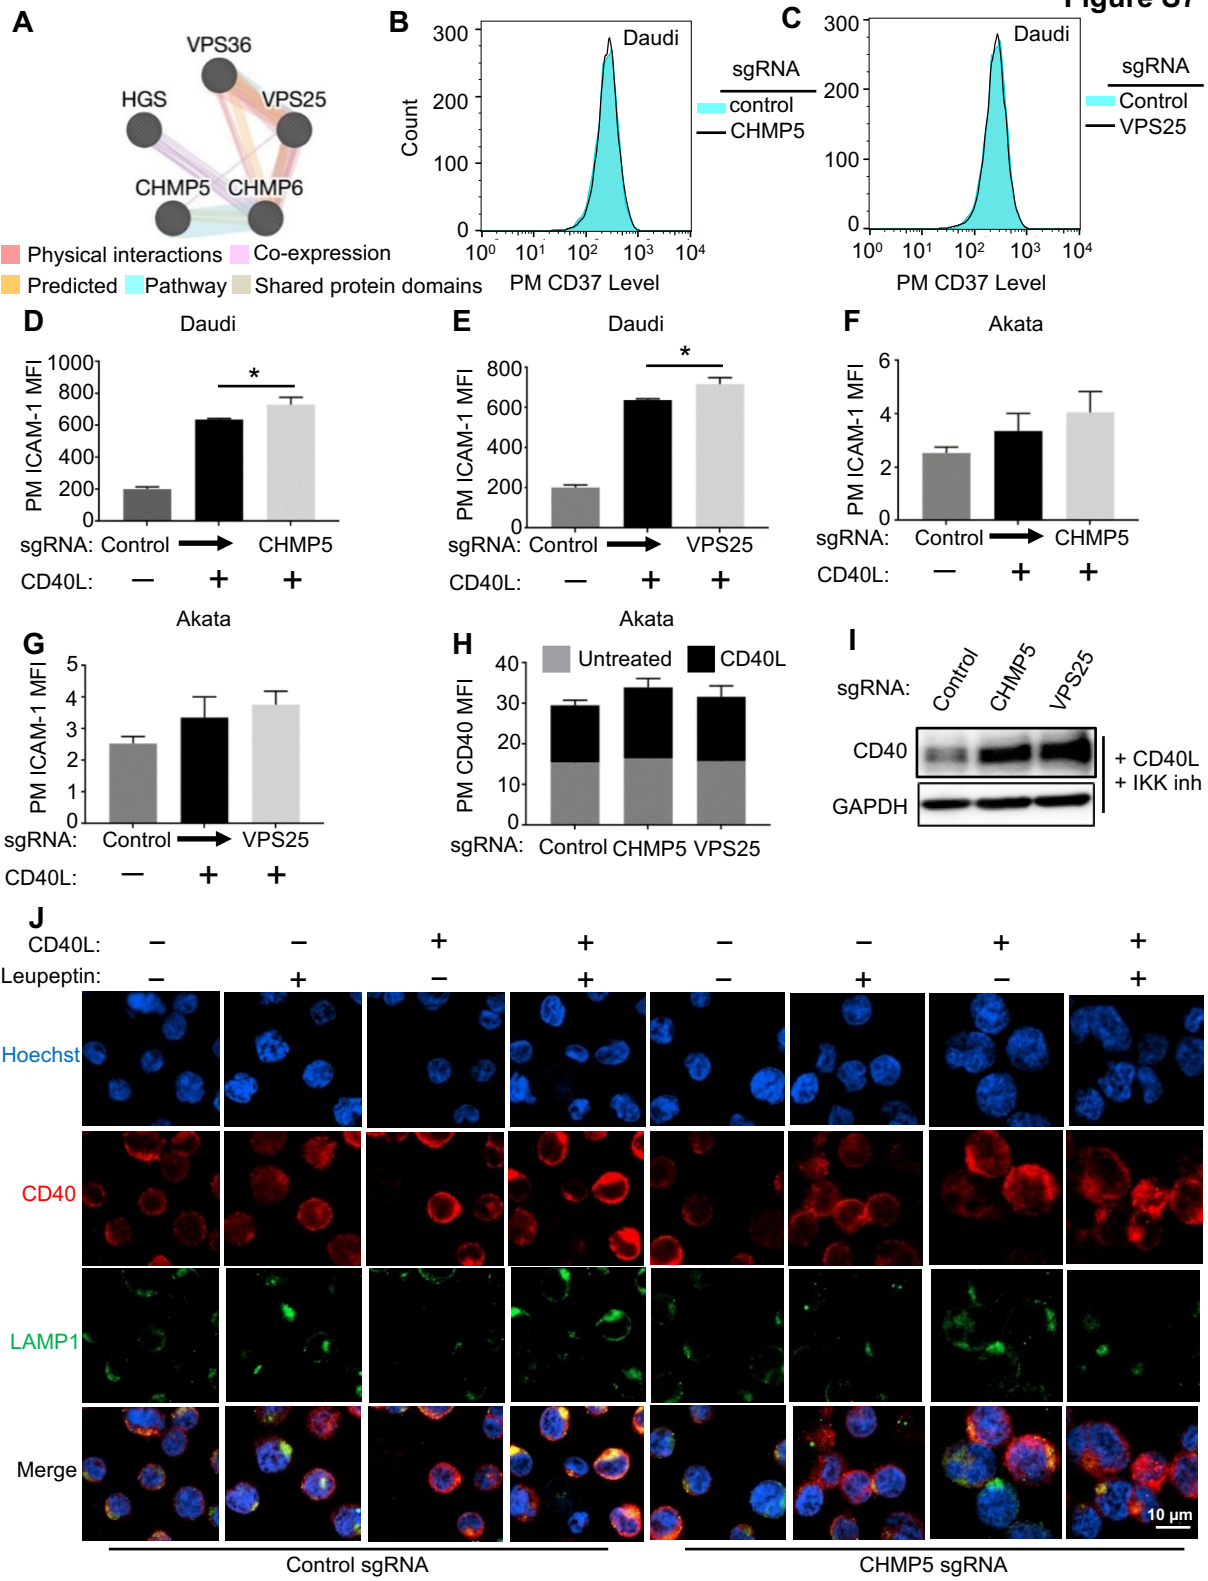 Figure S7
A
VPS36
HGS
VPS25
CHMP5
CHMP6
Physical interactions
Co-expression
Predicted
Pathway
Shared protein domains
B
300
200
100
0
Count
Daudi
sgRNA
control
CHMP5
10⁰ 10¹ 10² 10³ 10⁴
PM CD37 Level
C
300
200
100
0
Daudi
sgRNA
Control
VPS25
10⁰ 10¹ 10² 10³ 10⁴
PM CD37 Level
D
Daudi
PM ICAM-1 MFI
1000
800
600
400
200
0
*
sgRNA: Control CHMP5
CD40L: — + +
E
Daudi
PM ICAM-1 MFI
800
600
400
200
0
*
sgRNA: Control VPS25
CD40L: — + +
F
Akata
PM ICAM-1 MFI
6
4
2
0
sgRNA: Control CHMP5
CD40L: — + +
G
Akata
PM ICAM-1 MFI
5
4
3
2
1
0
sgRNA: Control VPS25
CD40L: — + +
H
Akata
PM CD40 MFI
40
30
20
10
0
Untreated CD40L
sgRNA: Control CHMP5 VPS25
I
sgRNA: Control CHMP5 VPS25
CD40
GAPDH
+ CD40L
+ IKK inh
J
CD40L: − − + + − − + +
Leupeptin: − + − + − + − +
Hoechst
CD40
LAMP1
Merge
10 µm
Control sgRNA
CHMP5 sgRNA